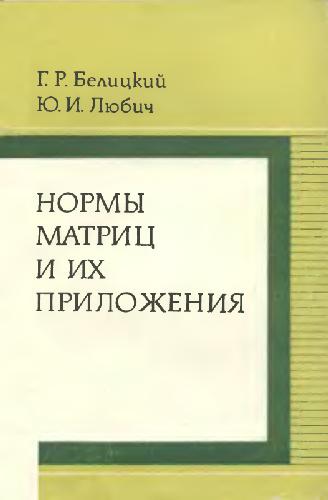 Г. Р. Белицкий
Ю. И. Любич
НОРМЫ
МАТРИЦ
И ИХ
ПРИЛОЖЕНИЯ